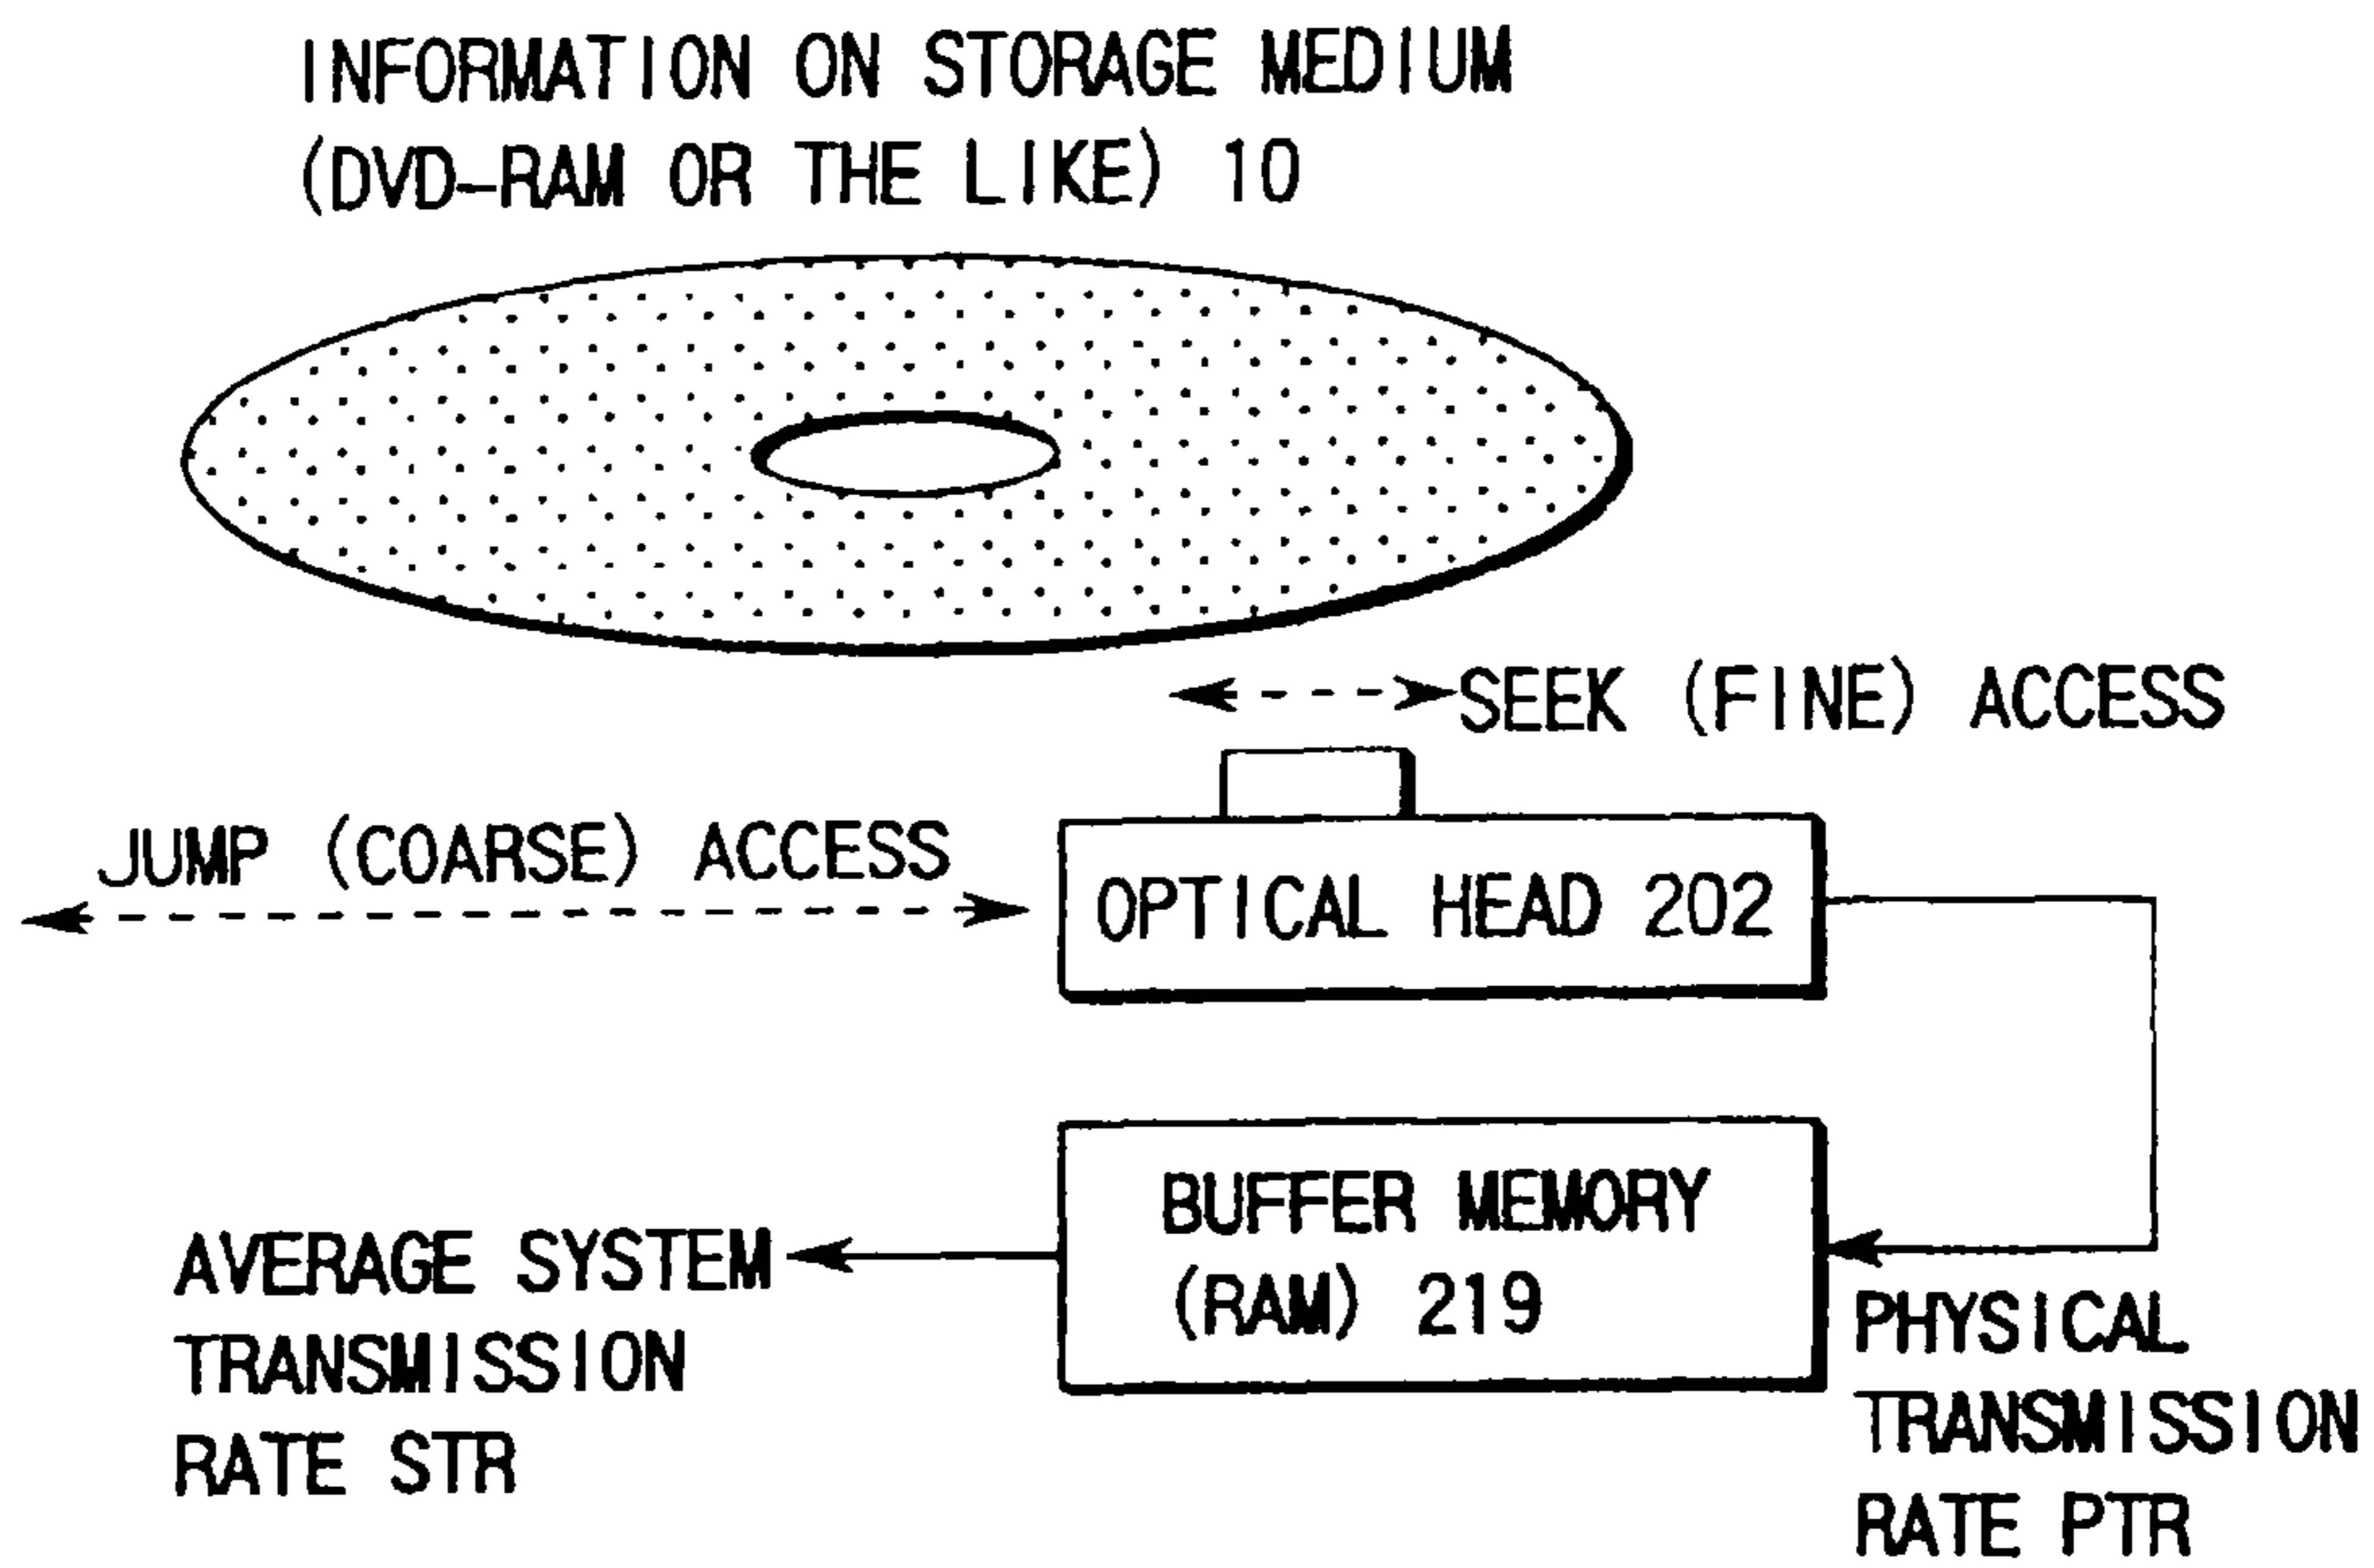 INFORMATION ON STORAGE MEDIUM
(DVD-RAM OR THE LIKE) 10
SEEK (FINE) ACCESS
JUMP (COARSE) ACCESS
OPTICAL HEAD 202
BUFFER MEMORY
(RAM) 219
AVERAGE SYSTEM
TRANSMISSION
RATE STR
PHYSICAL
TRANSMISSION
RATE PTR